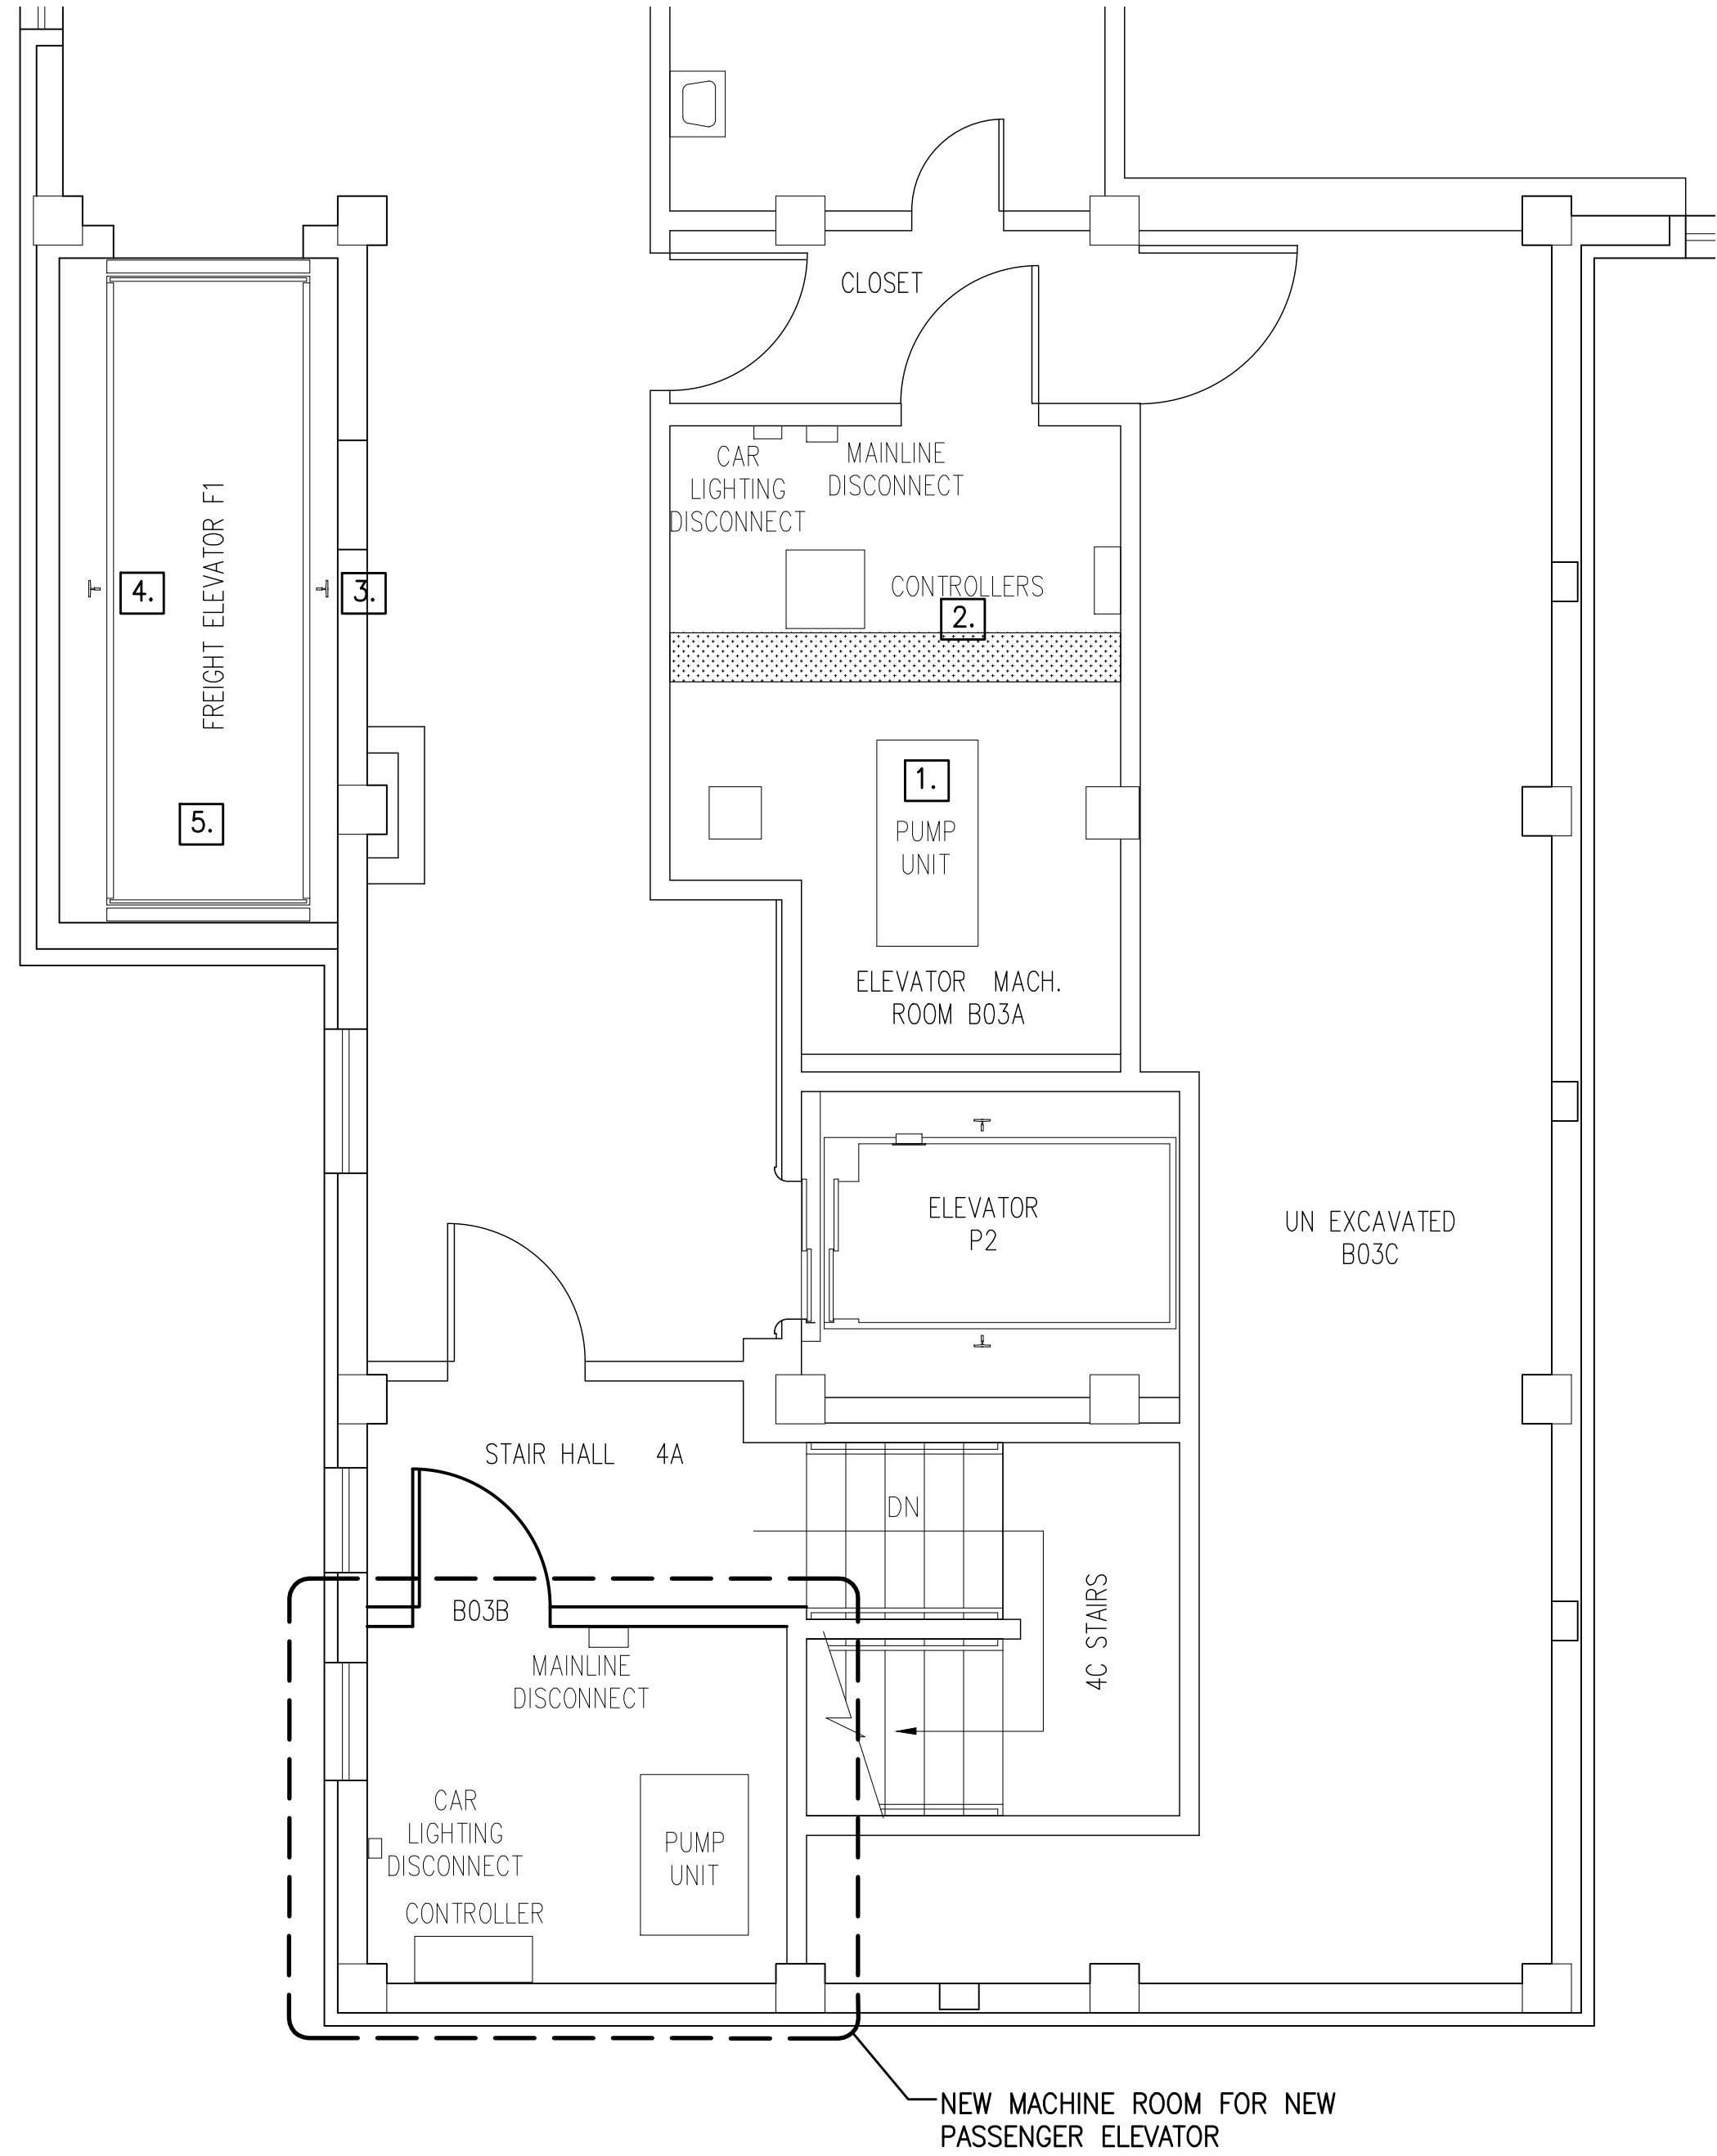 CLOSET
CAR
LIGHTING
DISCONNECT
MAINLINE
DISCONNECT
CONTROLLERS
2.
FREIGHT ELEVATOR F1
4.
3.
5.
1.
PUMP
UNIT
ELEVATOR MACH.
ROOM B03A
ELEVATOR
P2
UN EXCAVATED
B03C
STAIR HALL 4A
DN
4C STAIRS
B03B
MAINLINE
DISCONNECT
CAR
LIGHTING
DISCONNECT
PUMP
UNIT
CONTROLLER
NEW MACHINE ROOM FOR NEW
PASSENGER ELEVATOR